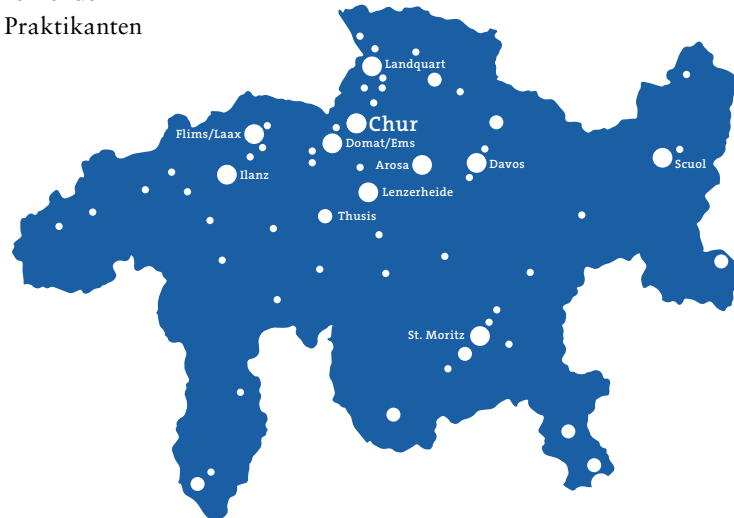 Praktikanten
Landquart
Chur
Flims/Laax
Domat/Ems
Arosa
Davos
Scuol
Ilanz
Lenzerheide
Thusis
St. Moritz